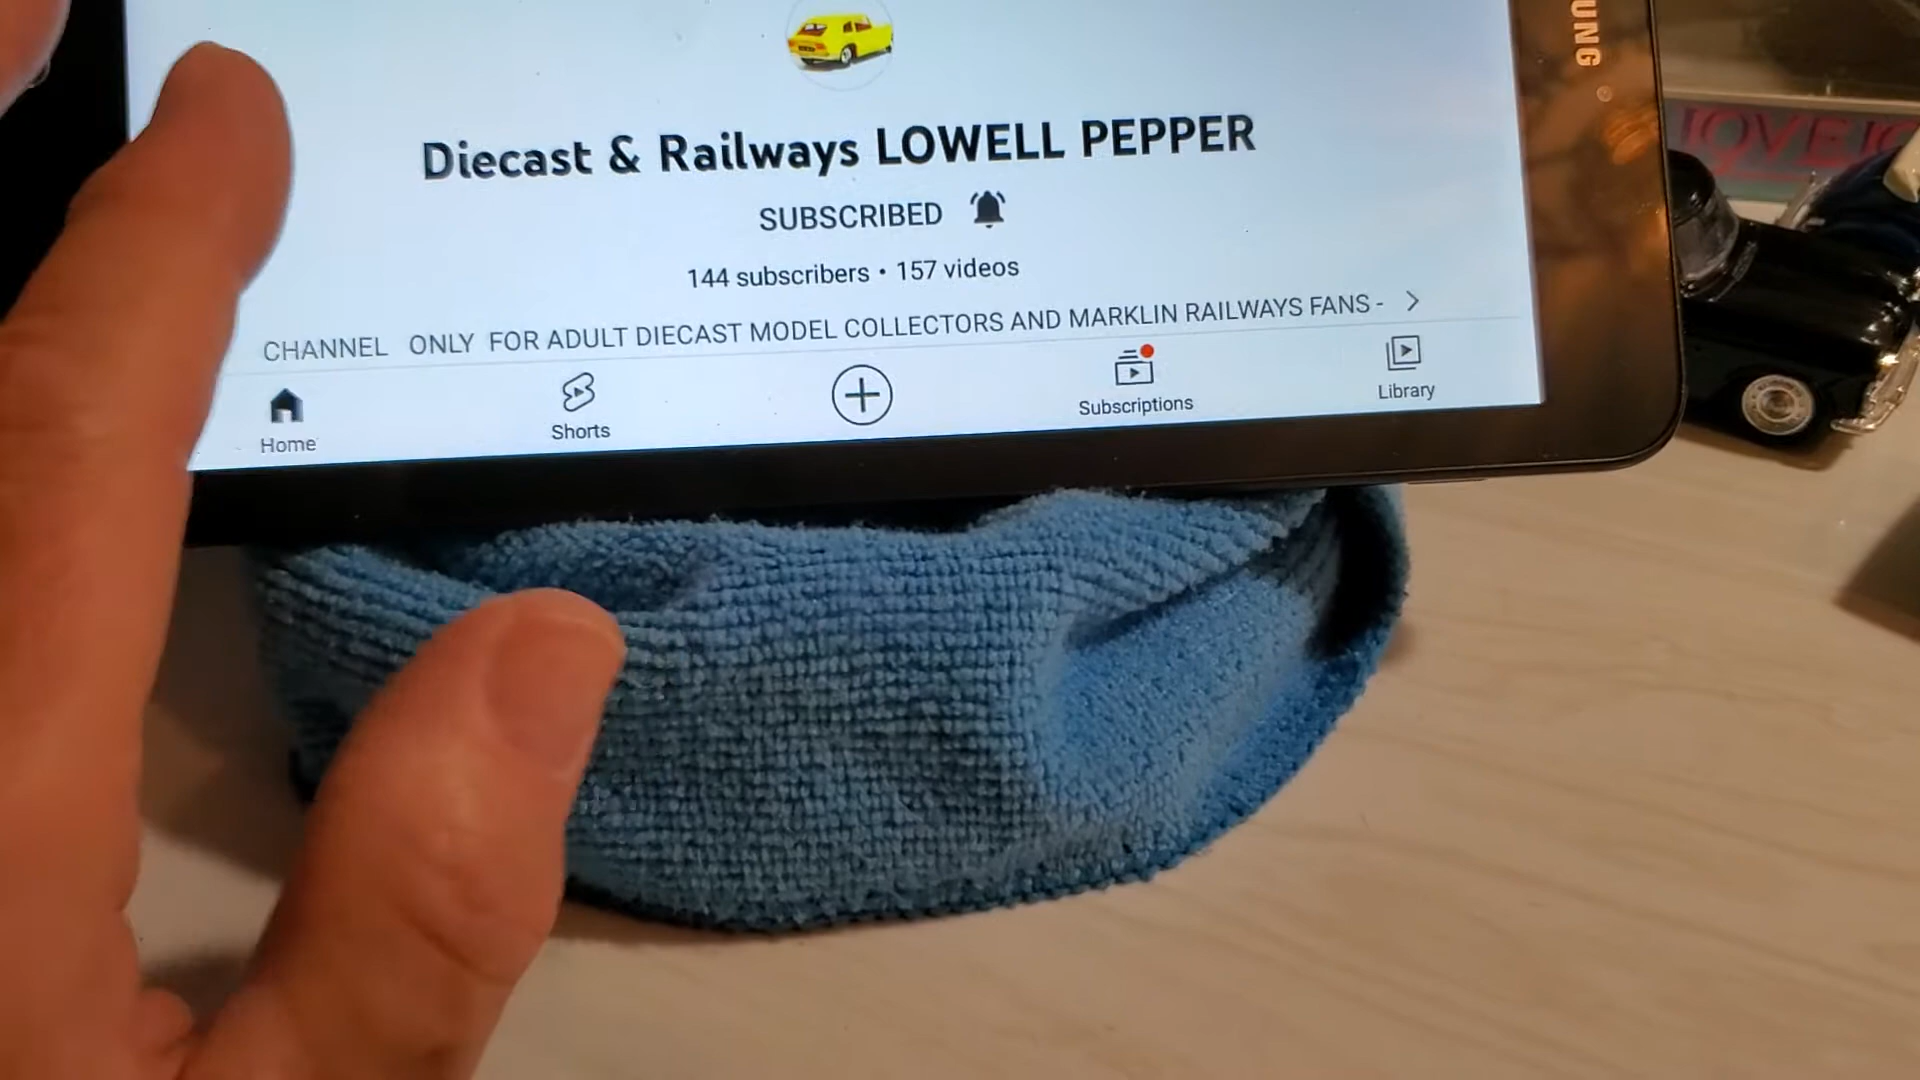 Diecast & Railways LOWELL PEPPER
SUBSCRIBED
144 subscribers • 157 videos
CHANNEL ONLY FOR ADULT DIECAST MODEL COLLECTORS AND MARKLIN RAILWAYS FANS -
Home
Shorts
Subscriptions
Library
UNG